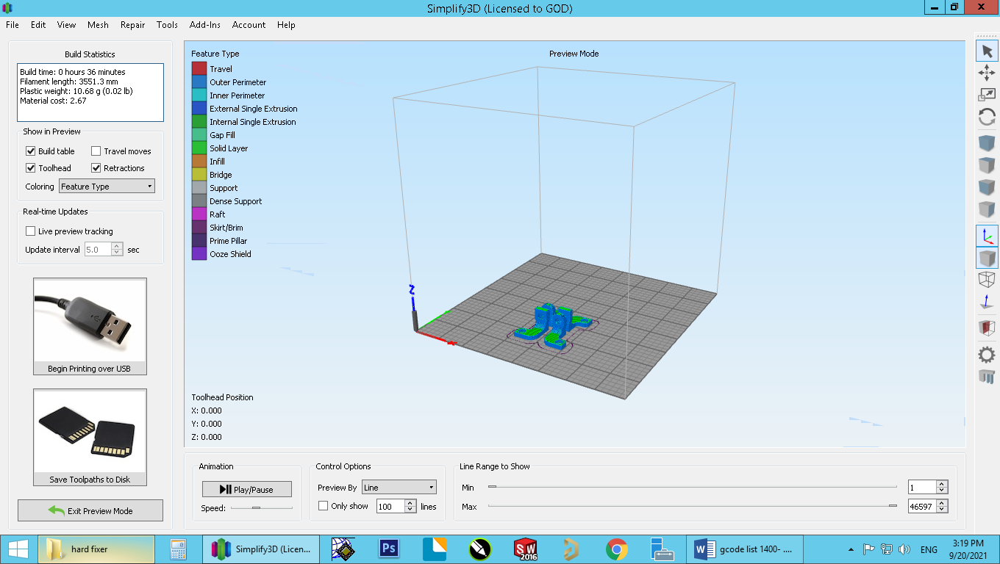 Simplify3D (Licensed to GOD)
File Edit View Mesh Repair Tools Add-Ins Account Help
Build Statistics
Build time: 0 hours 36 minutes
Filament length: 3551.3 mm
Plastic weight: 10.68 g (0.02 lb)
Material cost: 2.67
Show in Preview
Build table Travel moves
Toolhead Retractions
Coloring Feature Type
Real-time Updates
Live preview tracking
Update interval 5.0 sec
Begin Printing over USB
Save Toolpaths to Disk
Exit Preview Mode
Feature Type
Travel
Outer Perimeter
Inner Perimeter
External Single Extrusion
Internal Single Extrusion
Gap Fill
Solid Layer
Infill
Bridge
Support
Dense Support
Raft
Skirt/Brim
Prime Pillar
Ooze Shield
Preview Mode
Z
Toolhead Position
X: 0.000
Y: 0.000
Z: 0.000
Animation
Play/Pause
Speed:
Control Options
Preview By Line
Only show 100 lines
Line Range to Show
Min 1
Max 46597
hard fixer
Simplify3D (Licen...
Ps
SW
2016
W
gcode list 1400- ....
ENG
3:19 PM
9/20/2021